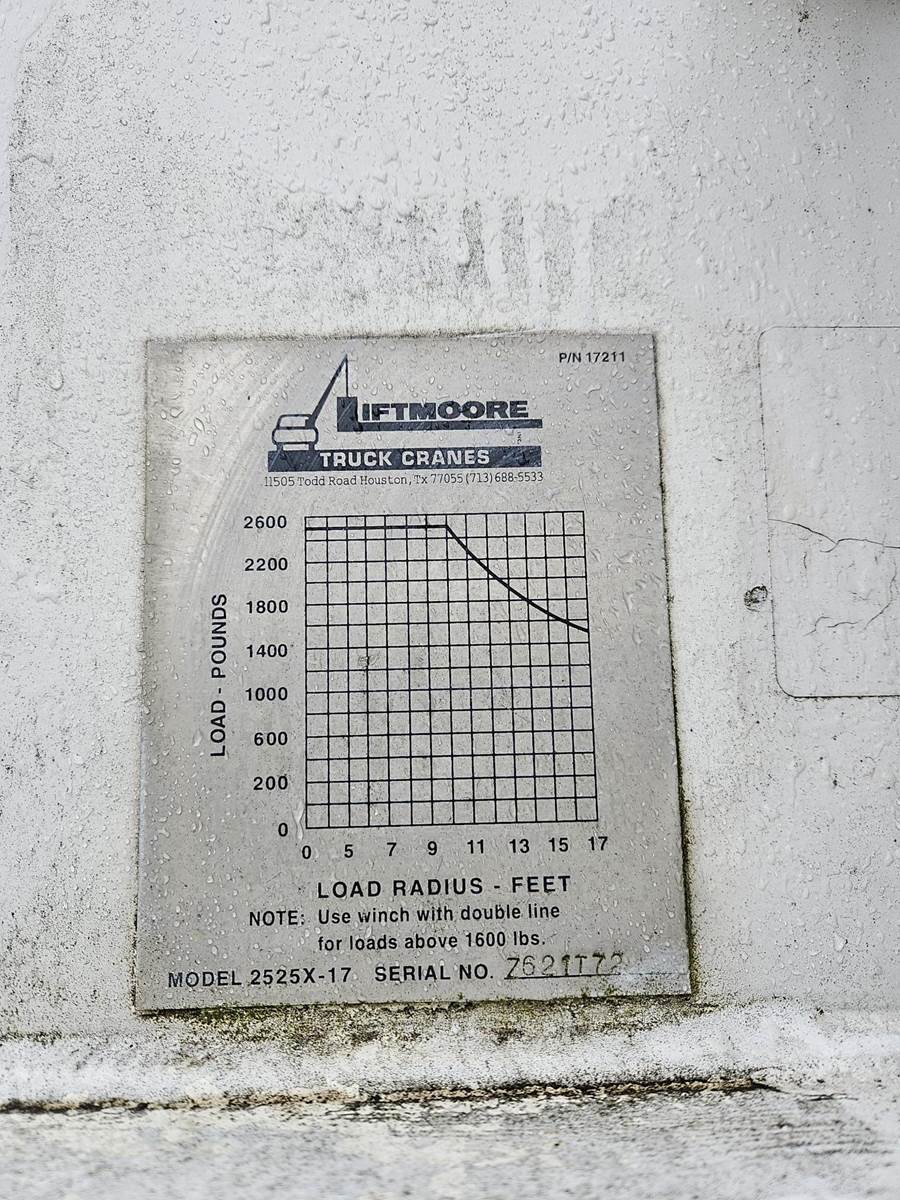 P/N 17211
LIFTMOORE
TRUCK CRANES
11505 Todd Road Houston, Tx 77055 (713) 688-5533
2600
2200
1800
1400
1000
600
200
0
LOAD - POUNDS
0 5 7 9 11 13 15 17
LOAD RADIUS - FEET
NOTE: Use winch with double line
for loads above 1600 lbs.
MODEL 2525X-17 SERIAL NO.